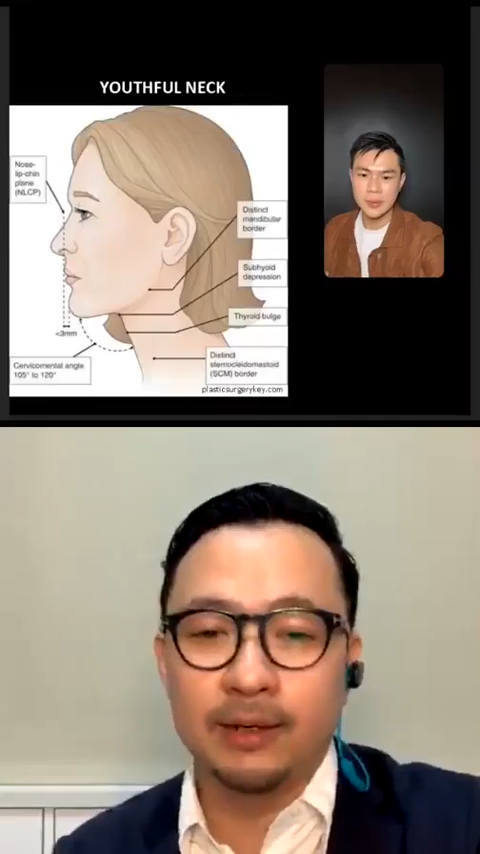 YOUTHFUL NECK
Nose-
lip-chin
plane
(NLCP)
Distinct
mandibular
border
Subhyoid
depression
Thyroid bulge
<3mm
Cervicomental angle
105° to 120°
Distinct
sternocleidomastoid
(SCM) border
plasticsurgerykey.com